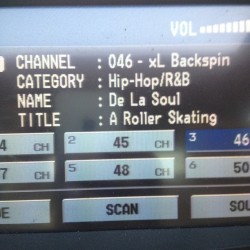 VOL
CHANNEL : 046 - xL Backspin
CATEGORY : Hip-Hop/R&B
NAME : De La Soul
TITLE : A Roller Skating
4 CH 2 45 CH 3 46
7 CH 5 48 CH 6 50
SCAN